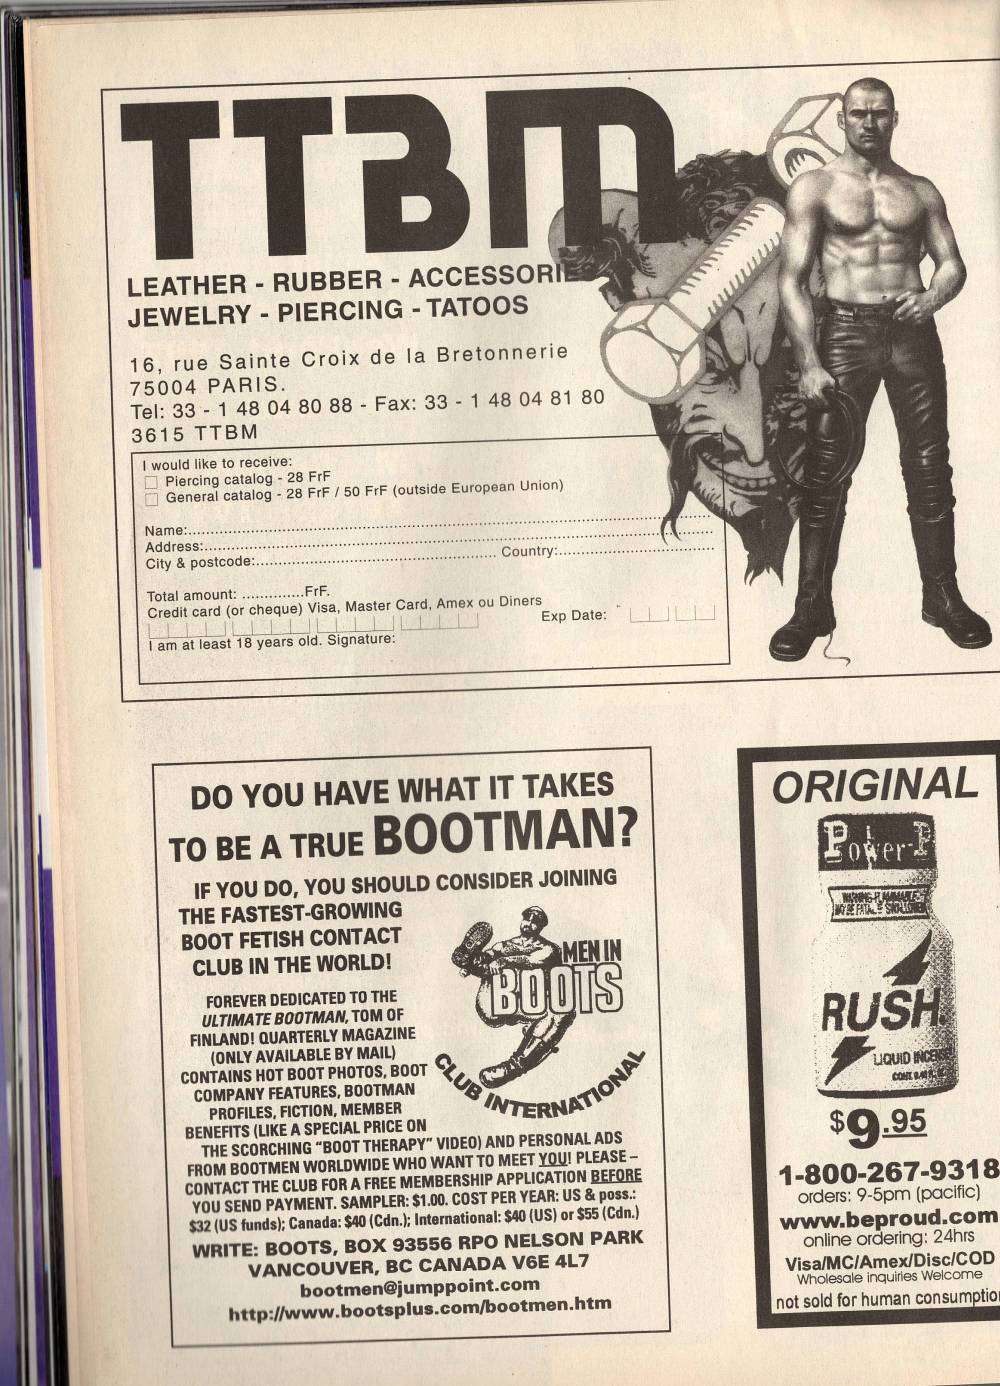 TTBM
LEATHER - RUBBER - ACCESSORIES
JEWELRY - PIERCING - TATOOS
16, rue Sainte Croix de la Bretonnerie
75004 PARIS.
Tel: 33 - 1 48 04 80 88 - Fax: 33 - 1 48 04 81 80
3615 TTBM
I would like to receive:
Piercing catalog - 28 FrF
General catalog - 28 FrF / 50 FrF (outside European Union)
Name:
Address:
City & postcode: Country:
Total amount: ..............FrF.
Credit card (or cheque) Visa, Master Card, Amex ou Diners
Exp Date:
I am at least 18 years old. Signature:
DO YOU HAVE WHAT IT TAKES
TO BE A TRUE BOOTMAN?
IF YOU DO, YOU SHOULD CONSIDER JOINING
THE FASTEST-GROWING
BOOT FETISH CONTACT
CLUB IN THE WORLD!
FOREVER DEDICATED TO THE
ULTIMATE BOOTMAN, TOM OF
FINLAND! QUARTERLY MAGAZINE
(ONLY AVAILABLE BY MAIL)
CONTAINS HOT BOOT PHOTOS, BOOT
COMPANY FEATURES, BOOTMAN
PROFILES, FICTION, MEMBER
BENEFITS (LIKE A SPECIAL PRICE ON
THE SCORCHING “BOOT THERAPY” VIDEO) AND PERSONAL ADS
FROM BOOTMEN WORLDWIDE WHO WANT TO MEET YOU! PLEASE –
CONTACT THE CLUB FOR A FREE MEMBERSHIP APPLICATION BEFORE
YOU SEND PAYMENT. SAMPLER: $1.00. COST PER YEAR: US & poss.:
$32 (US funds); Canada: $40 (Cdn.); International: $40 (US) or $55 (Cdn.)
WRITE: BOOTS, BOX 93556 RPO NELSON PARK
VANCOUVER, BC CANADA V6E 4L7
bootmen@jumppoint.com
http://www.bootsplus.com/bootmen.htm
MEN IN
BOOTS
CLUB INTERNATIONAL
ORIGINAL
Power-P
WARNING-FLAMMABLE-
MAY BE FATAL IF SWALLOWED
RUSH.
LIQUID INCENSE
CONT.
$9.95
1-800-267-9318
orders: 9-5pm (pacific)
www.beproud.com
online ordering: 24hrs
Visa/MC/Amex/Disc/COD
Wholesale inquiries Welcome
not sold for human consumption